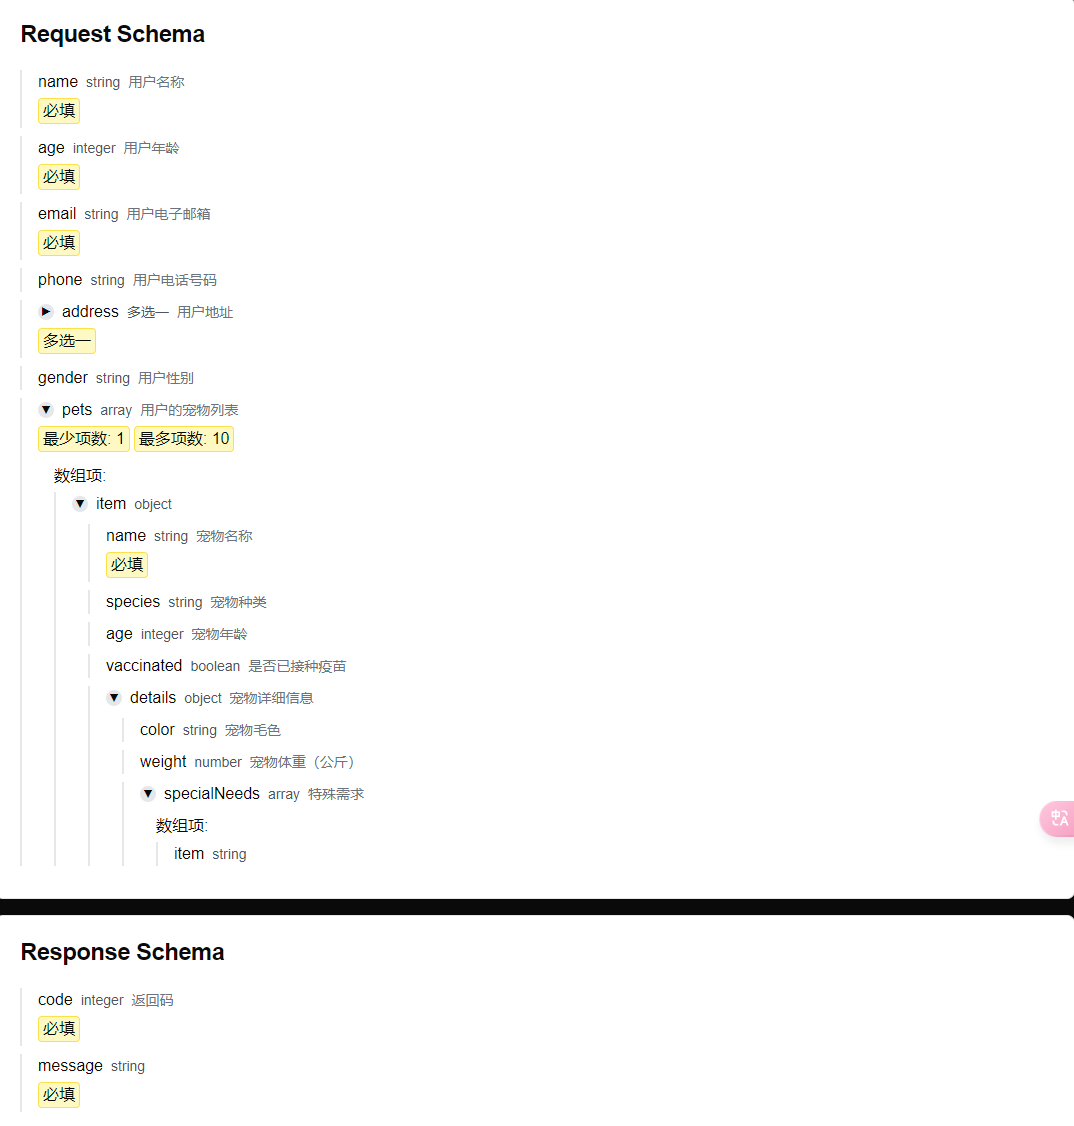 Request Schema
name string 用户名称
必填
age integer 用户年龄
必填
email string 用户电子邮箱
必填
phone string 用户电话号码
address 多选一 用户地址
多选一
gender string 用户性别
pets array 用户的宠物列表
最少项数: 1 最多项数: 10
数组项:
item object
name string 宠物名称
必填
species string 宠物种类
age integer 宠物年龄
vaccinated boolean 是否已接种疫苗
details object 宠物详细信息
color string 宠物毛色
weight number 宠物体重（公斤）
specialNeeds array 特殊需求
数组项:
item string
中A
Response Schema
code integer 返回码
必填
message string
必填